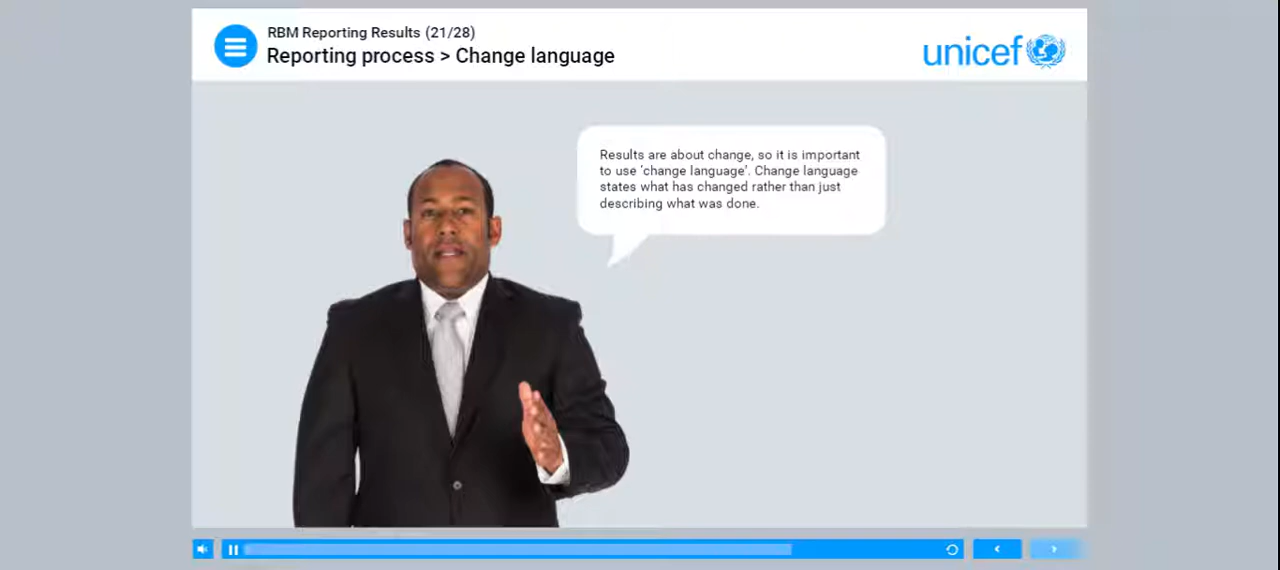 RBM Reporting Results (21/28)
Reporting process > Change language
unicef
Results are about change, so it is important
to use ‘change language’. Change language
states what has changed rather than just
describing what was done.